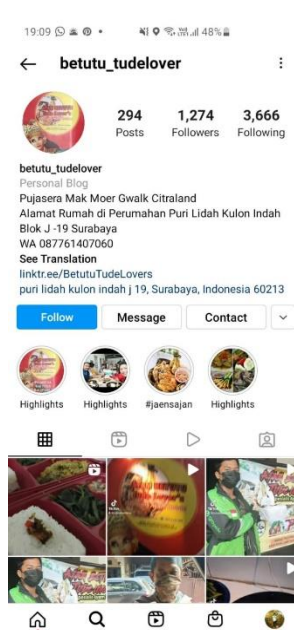 19:09
48%
betutu_tudelover
294
1,274
3,666
Posts
Followers
Following
betutu_tudelover
Personal Blog
Pujasera Mak Moer Gwalk Citraland
Alamat Rumah di Perumahan Puri Lidah Kulon Indah
Blok J -19 Surabaya
WA 087761407060
See Translation
linktr.ee/BetutuTudeLovers
puri lidah kulon indah j 19, Surabaya, Indonesia 60213
Follow
Message
Contact
Highlights
Highlights
#jaensajan
Highlights